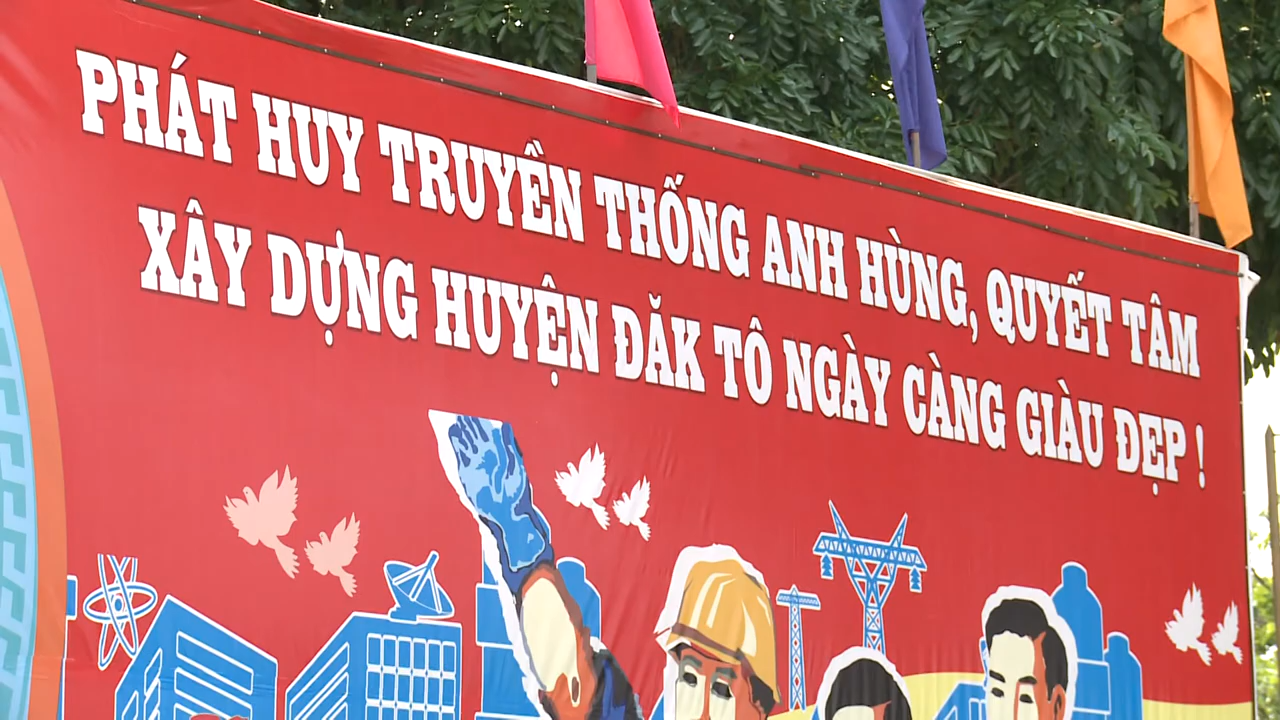 PHÁT HUY TRUYỀN THỐNG ANH HÙNG, QUYẾT TÂM
XÂY DỰNG HUYỆN ĐĂK TÔ NGÀY CÀNG GIÀU ĐẸP !